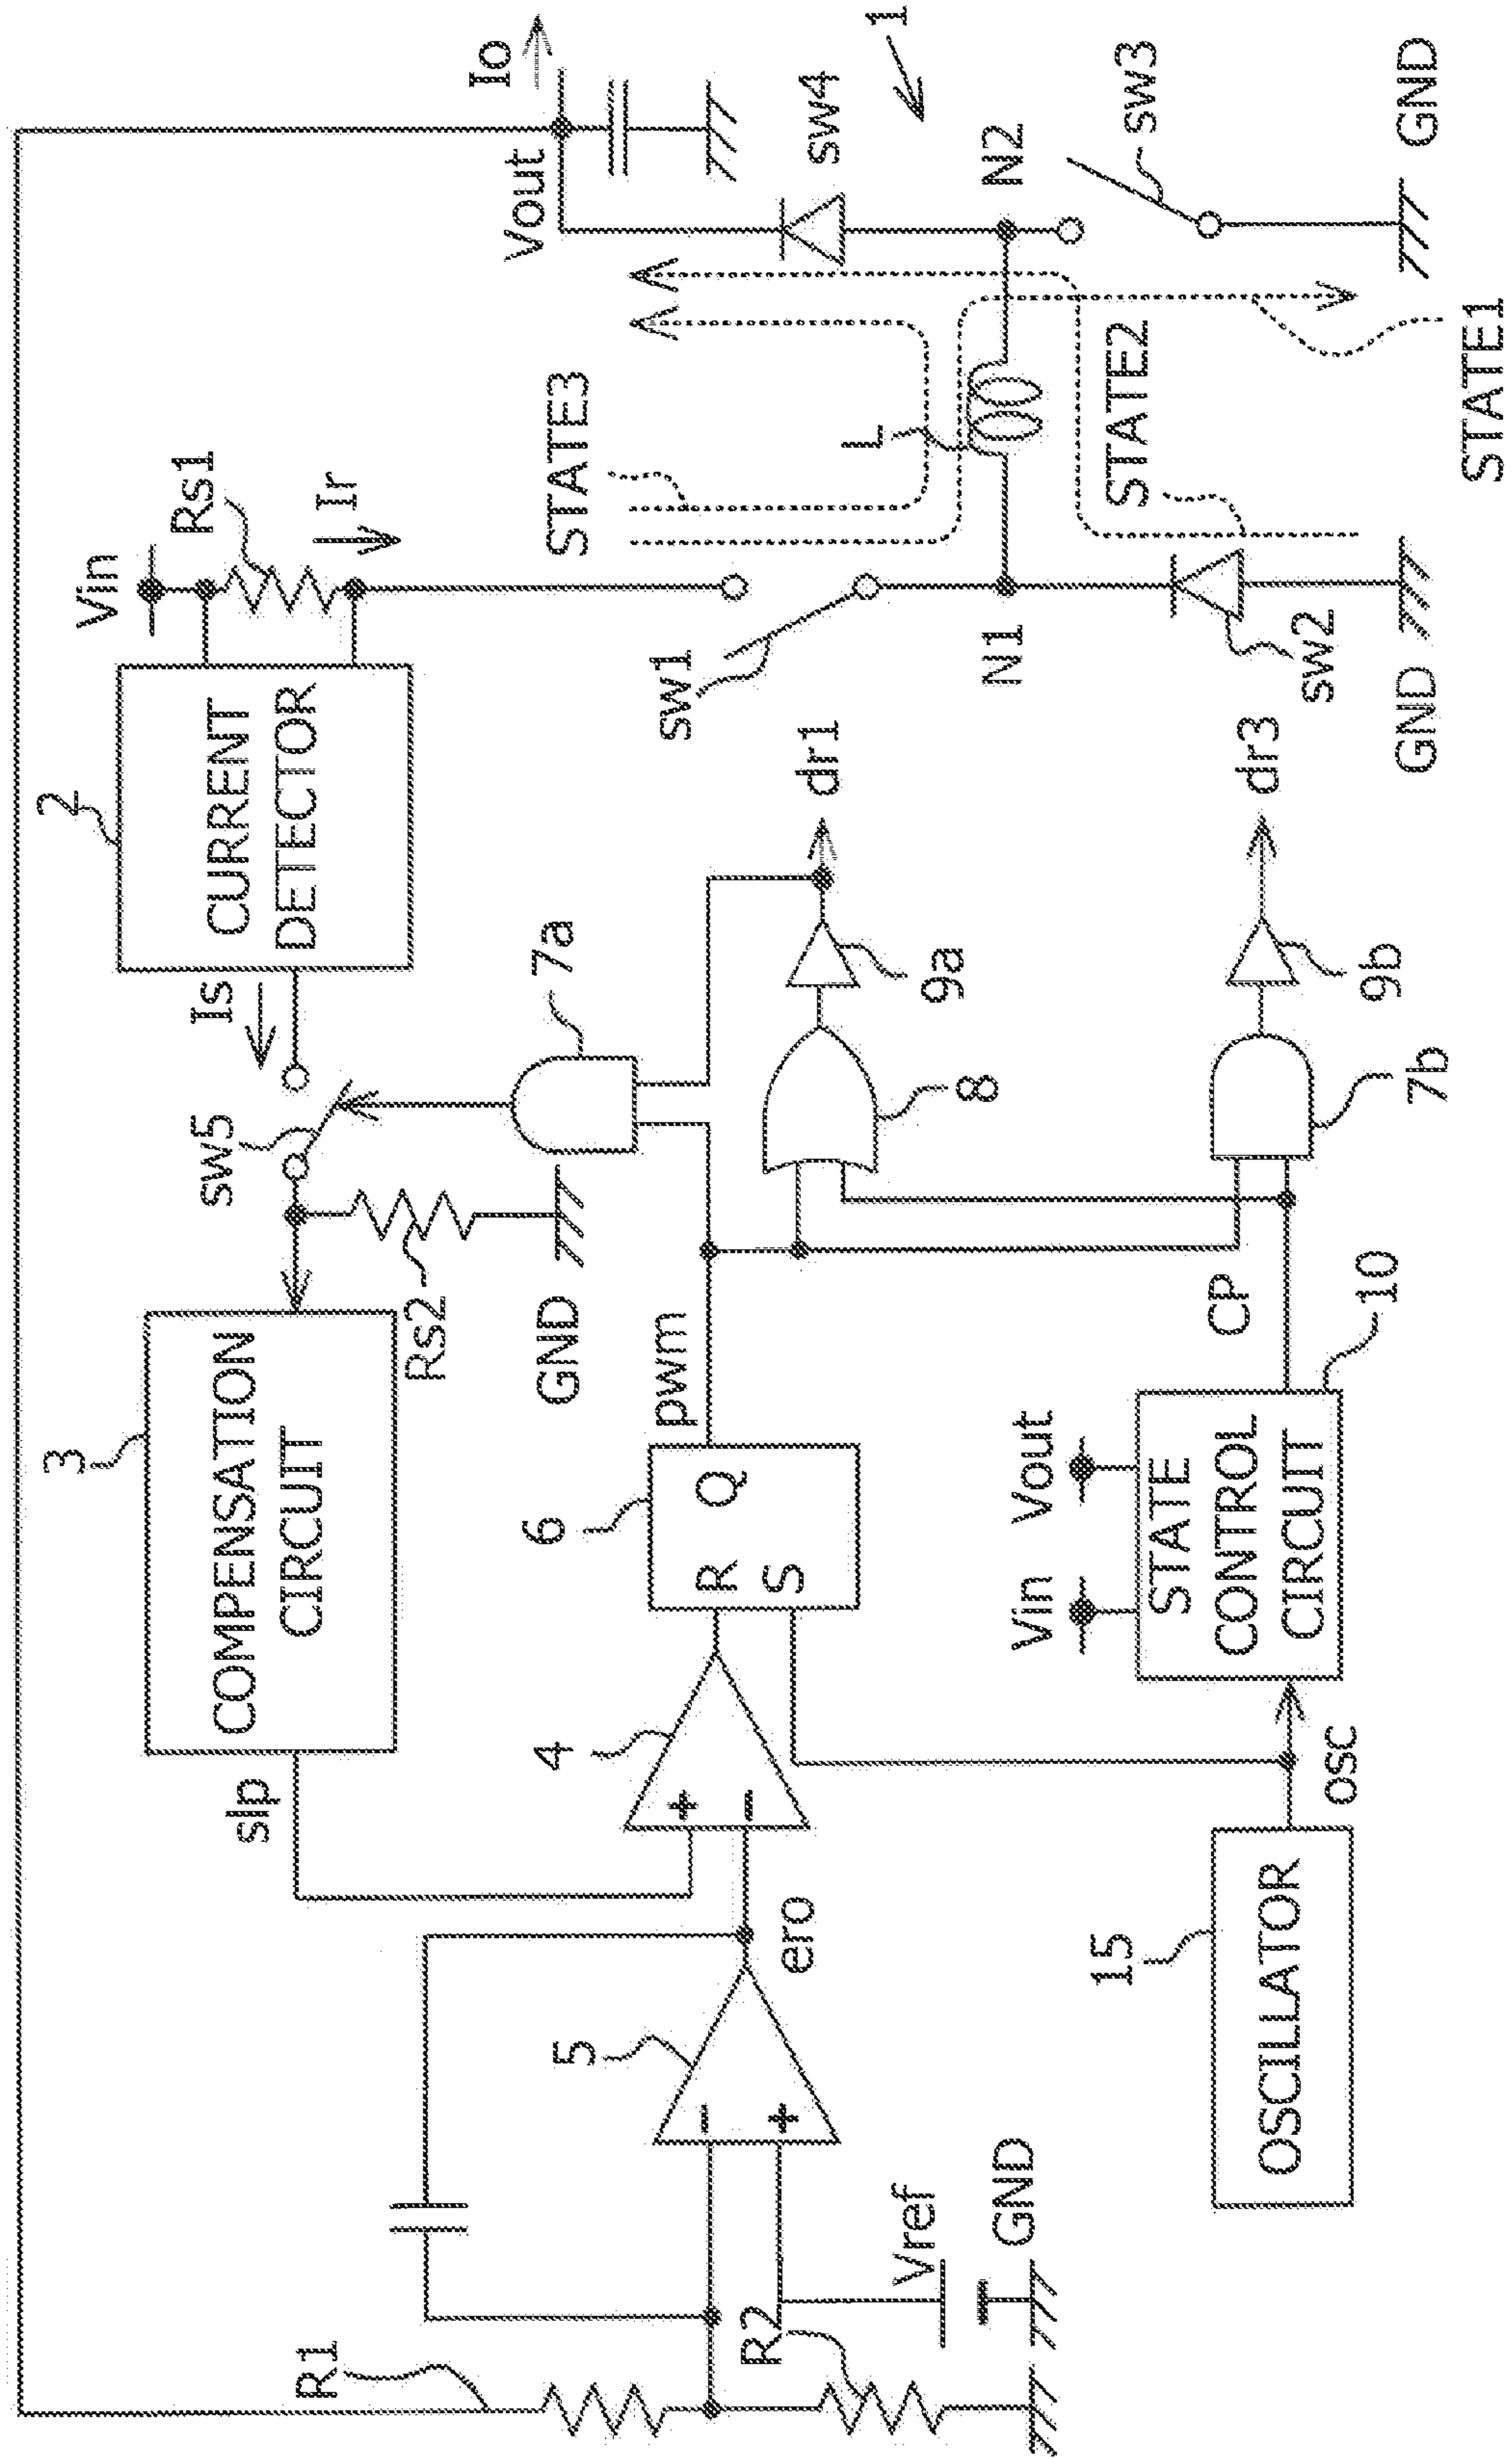 R1
R2
Vref
GND
5
-
+
ero
slp
3
COMPENSATION
CIRCUIT
4
+
-
6
R
S
Q
pwm
15
OSCILLATOR
osc
Vin
Vout
STATE
CONTROL
CIRCUIT
10
CP
Rs2
GND
sw5
Is
2
CURRENT
DETECTOR
7a
8
9a
dr1
7b
9b
dr3
Vin
Rs1
Ir
sw1
STATE3
L
N1
sw2
GND
STATE2
STATE1
Vout
Io
sw4
N2
sw3
GND
1